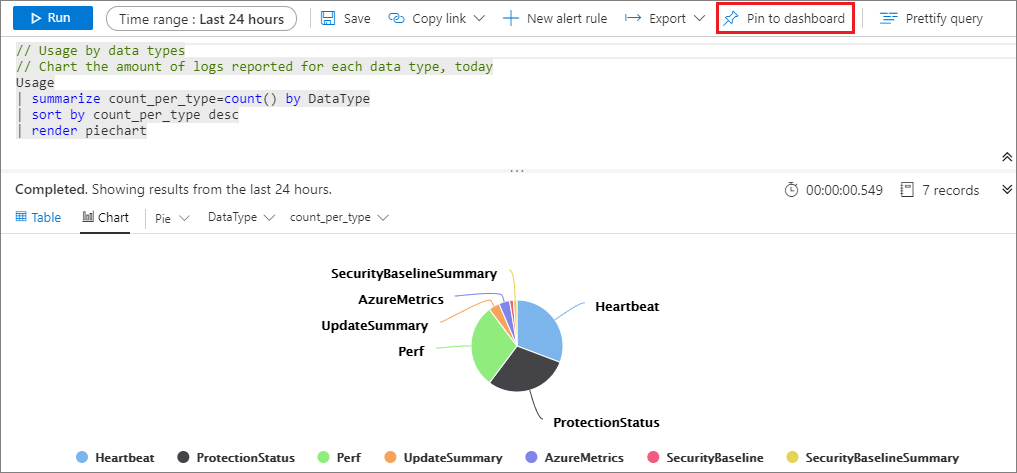 Run Time range : Last 24 hours Save Copy link New alert rule Export Pin to dashboard Prettify query
// Usage by data types
// Chart the amount of logs reported for each data type, today
Usage
| summarize count_per_type=count() by DataType
| sort by count_per_type desc
| render piechart
...
Completed. Showing results from the last 24 hours. 00:00:00.549 7 records
Table Chart Pie DataType count_per_type
SecurityBaselineSummary
AzureMetrics
Heartbeat
UpdateSummary
Perf
ProtectionStatus
Heartbeat ProtectionStatus Perf UpdateSummary AzureMetrics SecurityBaseline SecurityBaselineSummary